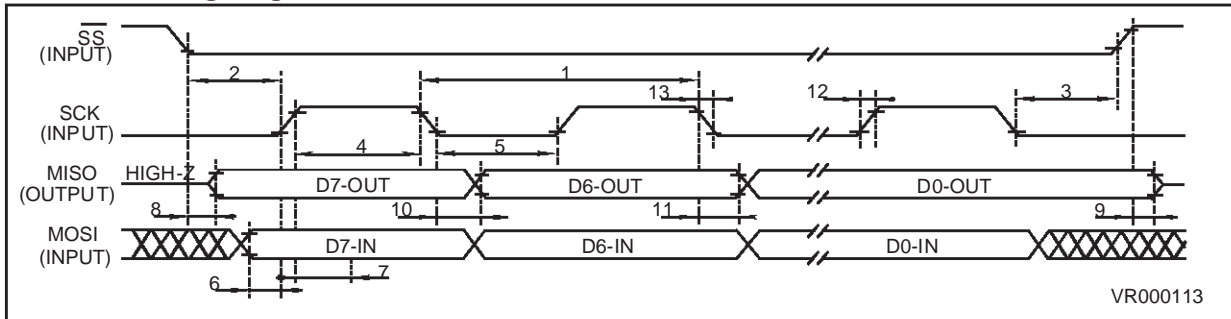 SS
(INPUT)
2
1
13
12
3
SCK
(INPUT)
4
5
MISO
(OUTPUT)
HIGH-Z
D7-OUT
D6-OUT
D0-OUT
8
10
11
9
MOSI
(INPUT)
D7-IN
D6-IN
D0-IN
7
6
VR000113